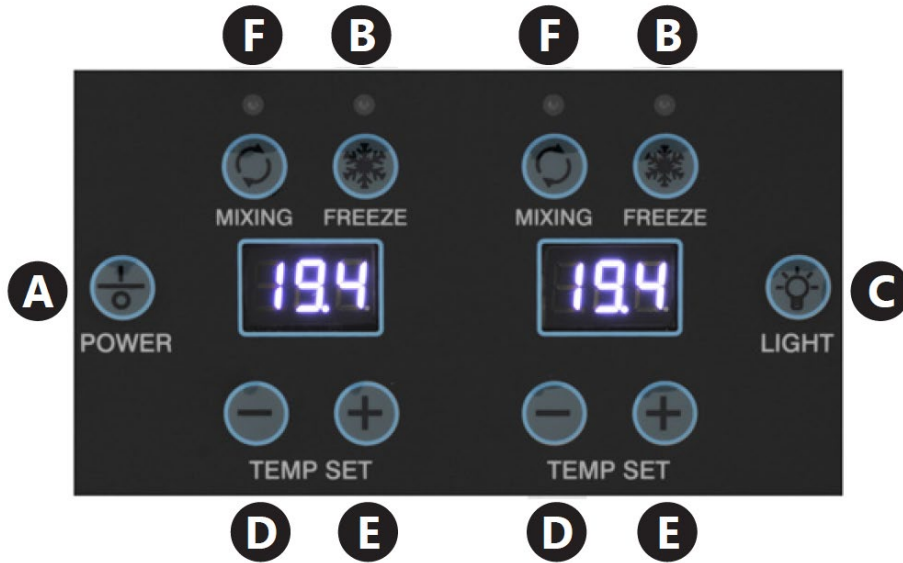 F B F B
MIXING FREEZE MIXING FREEZE
A 19.4 19.4 C
POWER LIGHT
TEMP SET TEMP SET
D E D E